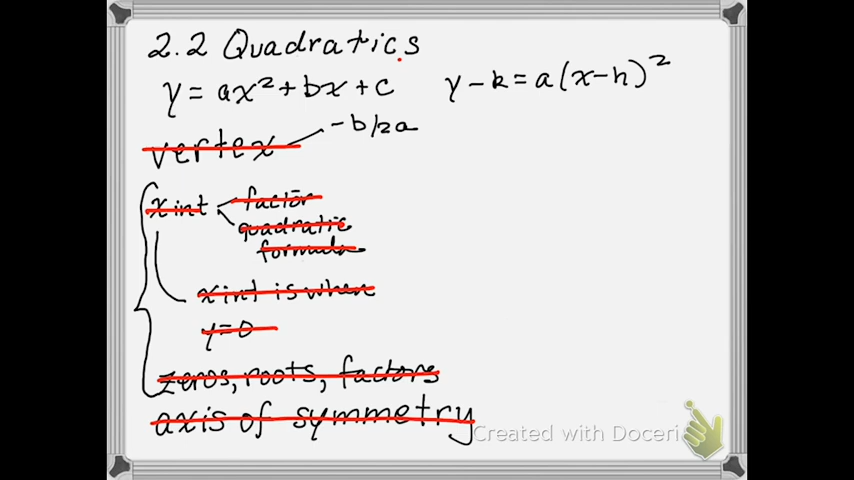 2.2 Quadratics
y = ax²+bx+c
y-k=a(x-h)²
vertex
-b/2a
x int
factor
quadratic
formula
x int is where
y=0
zeros, roots, factors
axis of symmetry
Created with Doceri